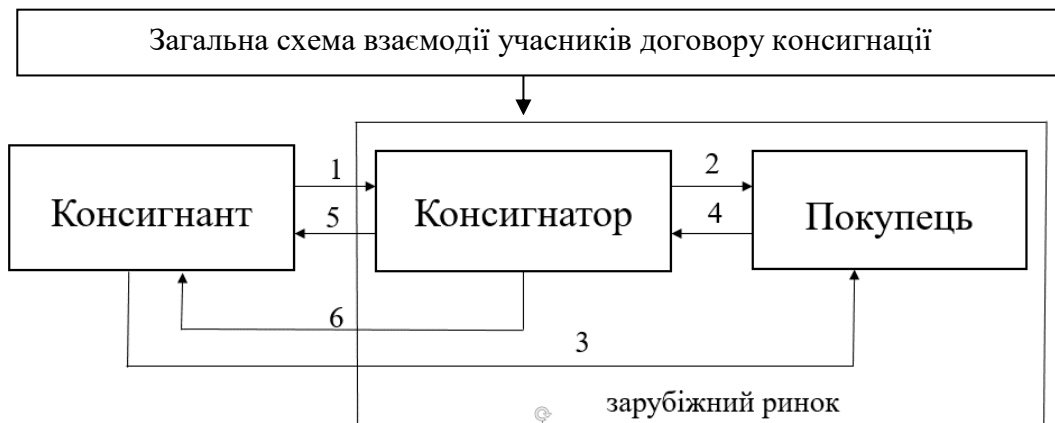 Загальна схема взаємодії учасників договору консигнації
1
2
Консигнант
Консигнатор
Покупець
5
4
6
3
зарубіжний ринок